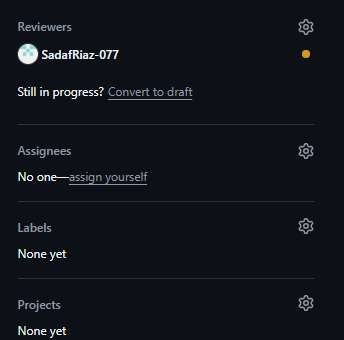 Reviewers
SadafRiaz-077
Still in progress? Convert to draft
Assignees
No one—assign yourself
Labels
None yet
Projects
None yet